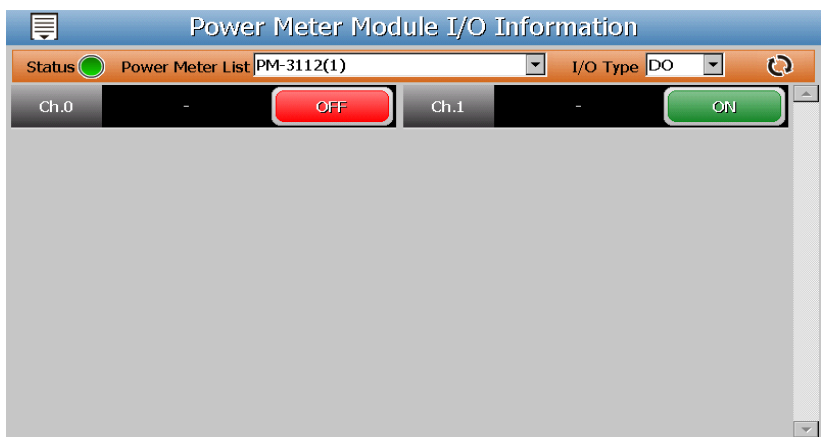 Power Meter Module I/O Information
Status Power Meter List PM-3112(1) I/O Type DO
Ch.0 - OFF Ch.1 - ON